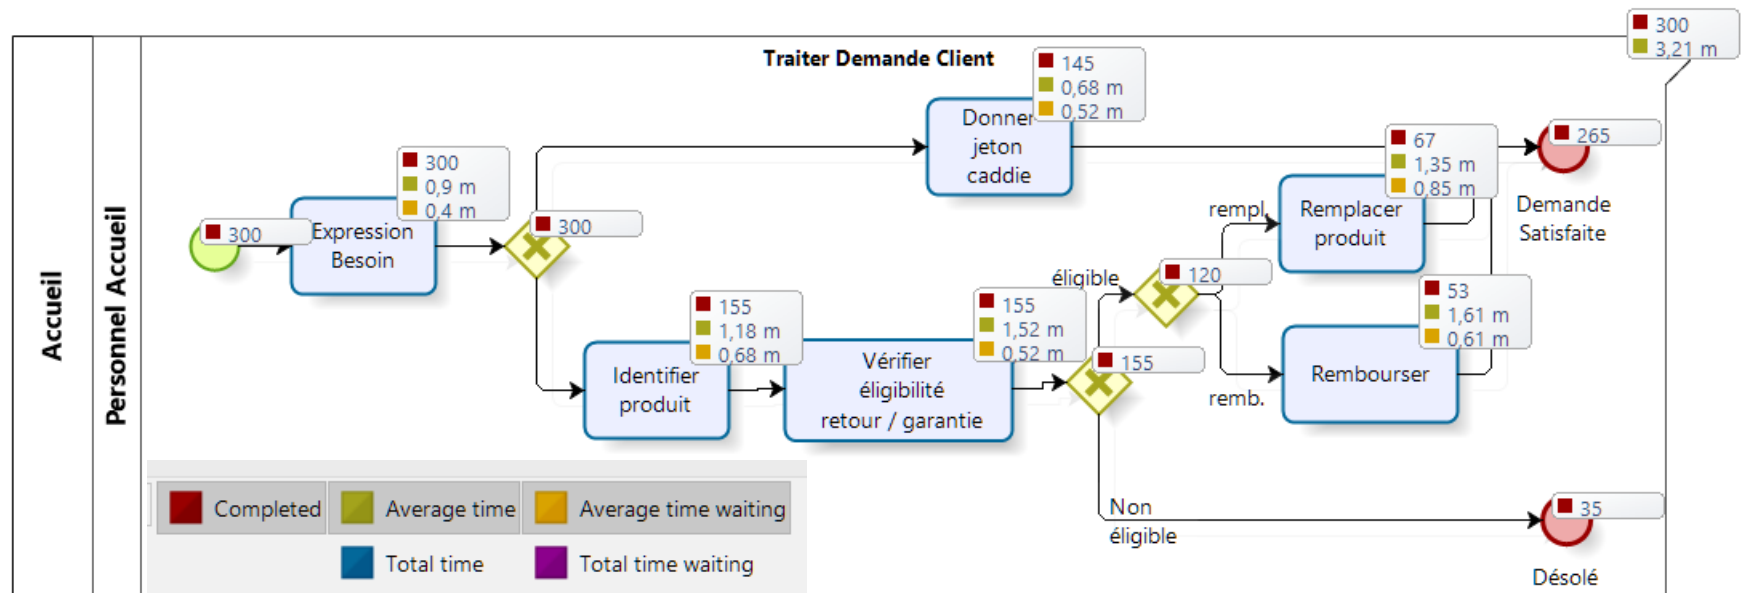 300
3,21 m
Traiter Demande Client
Accueil
Personnel Accueil
300
300
0,9 m
0,4 m
Expression
Besoin
300
145
0,68 m
0,52 m
Donner
jeton
caddie
67
1,35 m
0,85 m
265
Demande
Satisfaite
rempl.
Remplacer
produit
éligible
120
155
1,18 m
0,68 m
Identifier
produit
155
1,52 m
0,52 m
Vérifier
éligibilité
retour / garantie
155
53
1,61 m
0,61 m
Rembourser
remb.
Non
éligible
35
Désolé
Completed
Average time
Average time waiting
Total time
Total time waiting